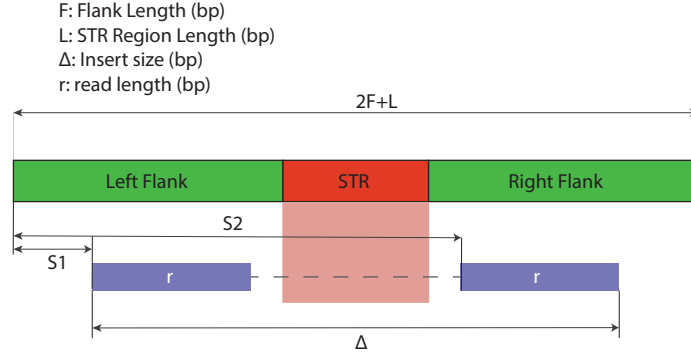 F: Flank Length (bp)
L: STR Region Length (bp)
Δ: Insert size (bp)
r: read length (bp)
2F+L
Left Flank STR Right Flank
S2
S1
r r
Δ